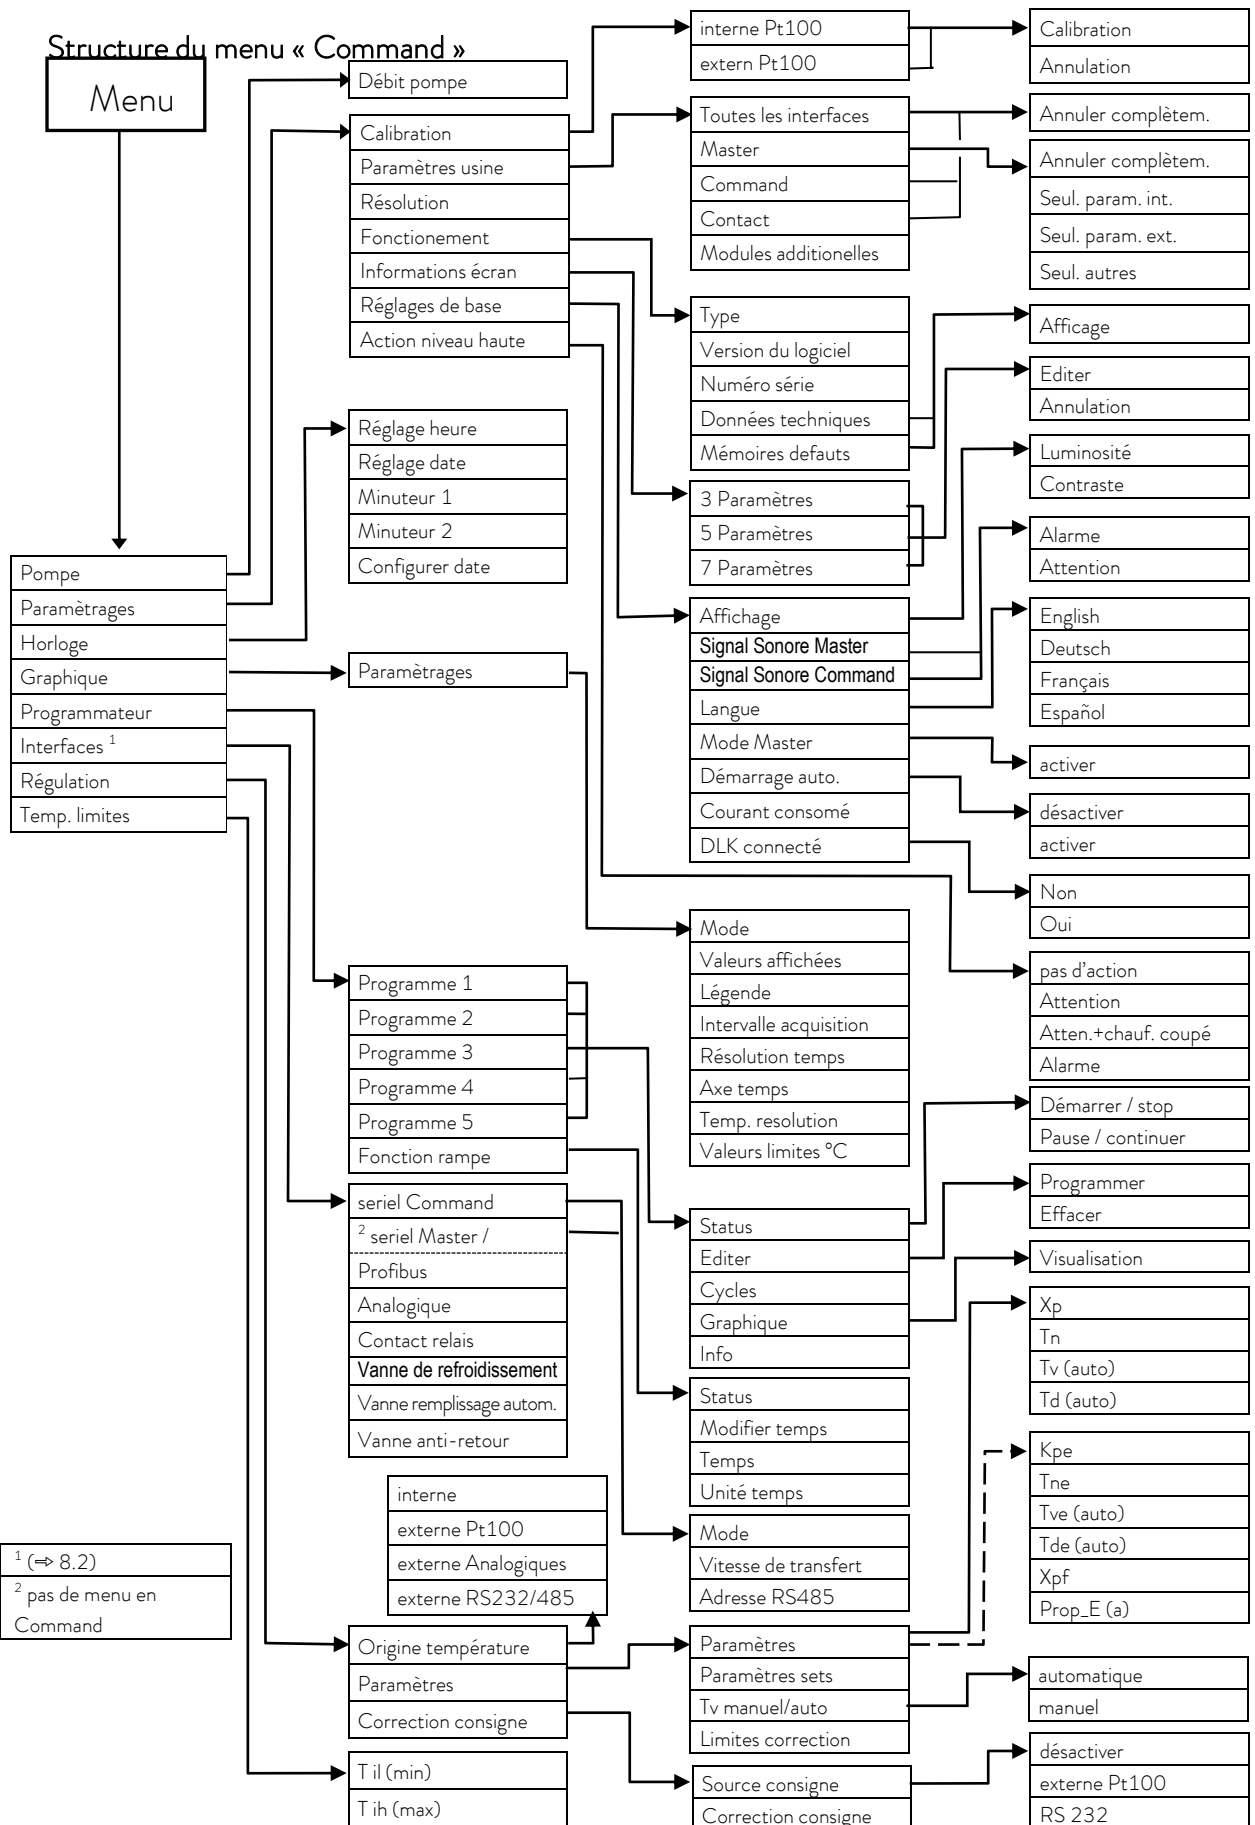 Structure du menu « Command »
Menu
Pompe
Paramètrages
Horloge
Graphique
Programmateur
Interfaces 1
Régulation
Temp. limites
1 (⇨ 8.2)
2 pas de menu en
Command
Débit pompe
Calibration
Paramètres usine
Résolution
Fonctionement
Informations écran
Réglages de base
Action niveau haute
Réglage heure
Réglage date
Minuteur 1
Minuteur 2
Configurer date
Paramètrages
Programme 1
Programme 2
Programme 3
Programme 4
Programme 5
Fonction rampe
seriel Command
2 seriel Master /
Profibus
Analogique
Contact relais
Vanne de refroidissement
Vanne remplissage autom.
Vanne anti-retour
interne
externe Pt100
externe Analogiques
externe RS232/485
Origine température
Paramètres
Correction consigne
T il (min)
T ih (max)
interne Pt100
extern Pt100
Toutes les interfaces
Master
Command
Contact
Modules additionelles
Type
Version du logiciel
Numéro série
Données techniques
Mémoires defauts
3 Paramètres
5 Paramètres
7 Paramètres
Affichage
Signal Sonore Master
Signal Sonore Command
Langue
Mode Master
Démarrage auto.
Courant consomé
DLK connecté
Mode
Valeurs affichées
Légende
Intervalle acquisition
Résolution temps
Axe temps
Temp. resolution
Valeurs limites °C
Status
Editer
Cycles
Graphique
Info
Status
Modifier temps
Temps
Unité temps
Mode
Vitesse de transfert
Adresse RS485
Paramètres
Paramètres sets
Tv manuel/auto
Limites correction
Source consigne
Correction consigne
Calibration
Annulation
Annuler complètem.
Annuler complètem.
Seul. param. int.
Seul. param. ext.
Seul. autres
Afficage
Editer
Annulation
Luminosité
Contraste
Alarme
Attention
English
Deutsch
Français
Español
activer
désactiver
activer
Non
Oui
pas d'action
Attention
Atten.+chauf. coupé
Alarme
Démarrer / stop
Pause / continuer
Programmer
Effacer
Visualisation
Xp
Tn
Tv (auto)
Td (auto)
Kpe
Tne
Tve (auto)
Tde (auto)
Xpf
Prop_E (a)
automatique
manuel
désactiver
externe Pt100
RS 232